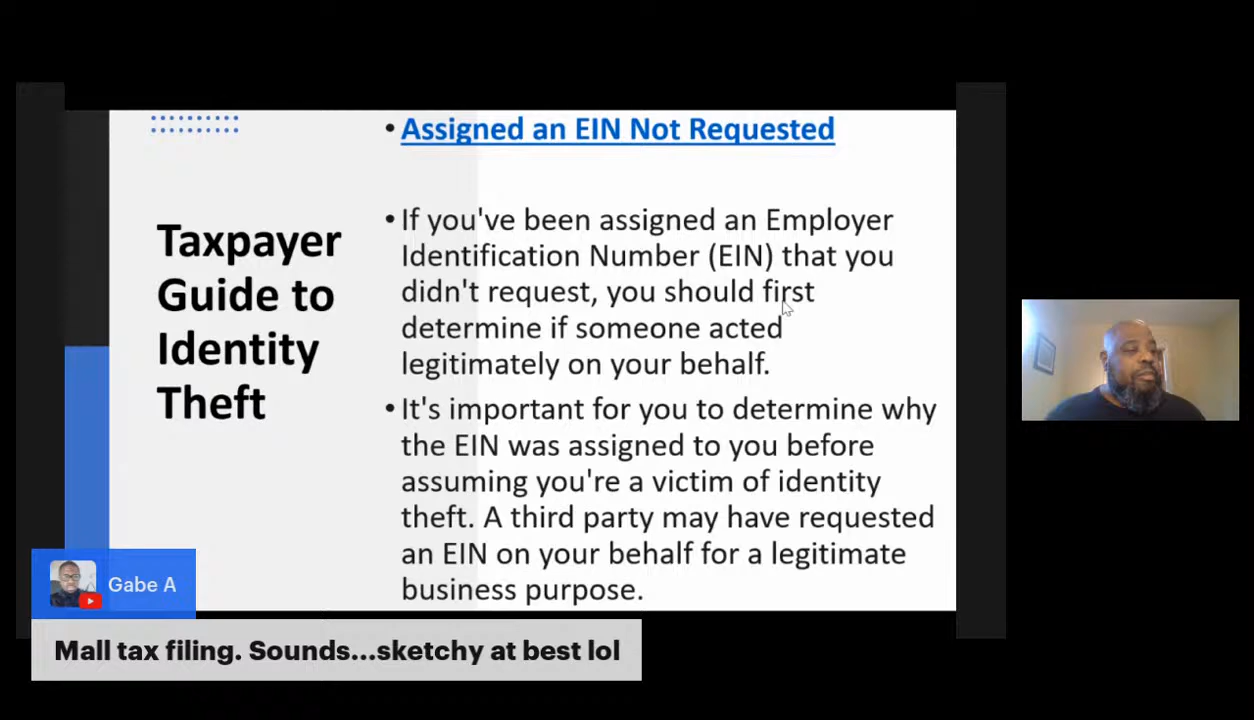 • Assigned an EIN Not Requested
Taxpayer
Guide to
Identity
Theft
• If you've been assigned an Employer
Identification Number (EIN) that you
didn't request, you should first
determine if someone acted
legitimately on your behalf.
• It's important for you to determine why
the EIN was assigned to you before
assuming you're a victim of identity
theft. A third party may have requested
an EIN on your behalf for a legitimate
business purpose.
Gabe A
Mall tax filing. Sounds...sketchy at best lol